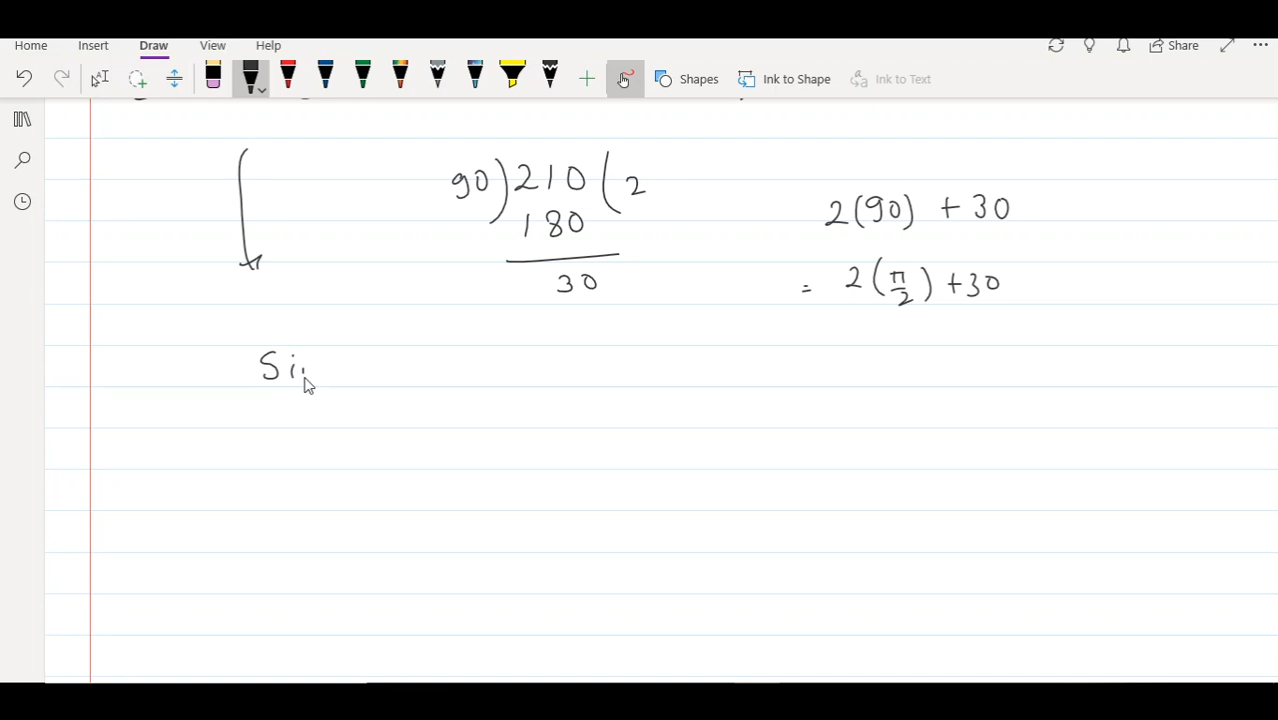 Home Insert Draw View Help Share
Shapes Ink to Shape Ink to Text
90)210(2
180
30
2(90) + 30
= 2(π/2) + 30
Si